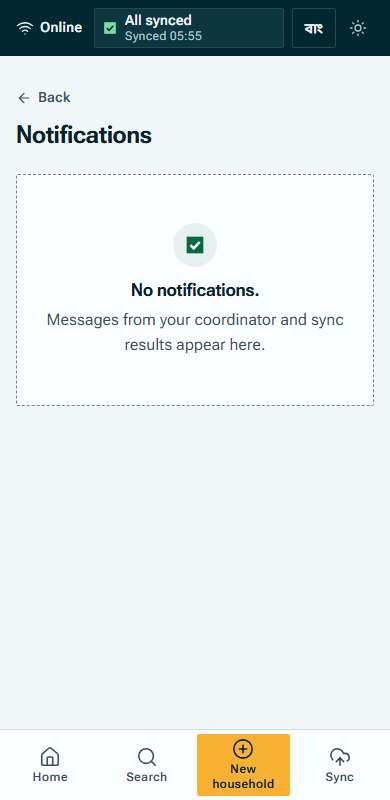 Online
All synced
Synced 05:55
বাং
Back
Notifications
No notifications.
Messages from your coordinator and sync
results appear here.
Home
Search
New
household
Sync